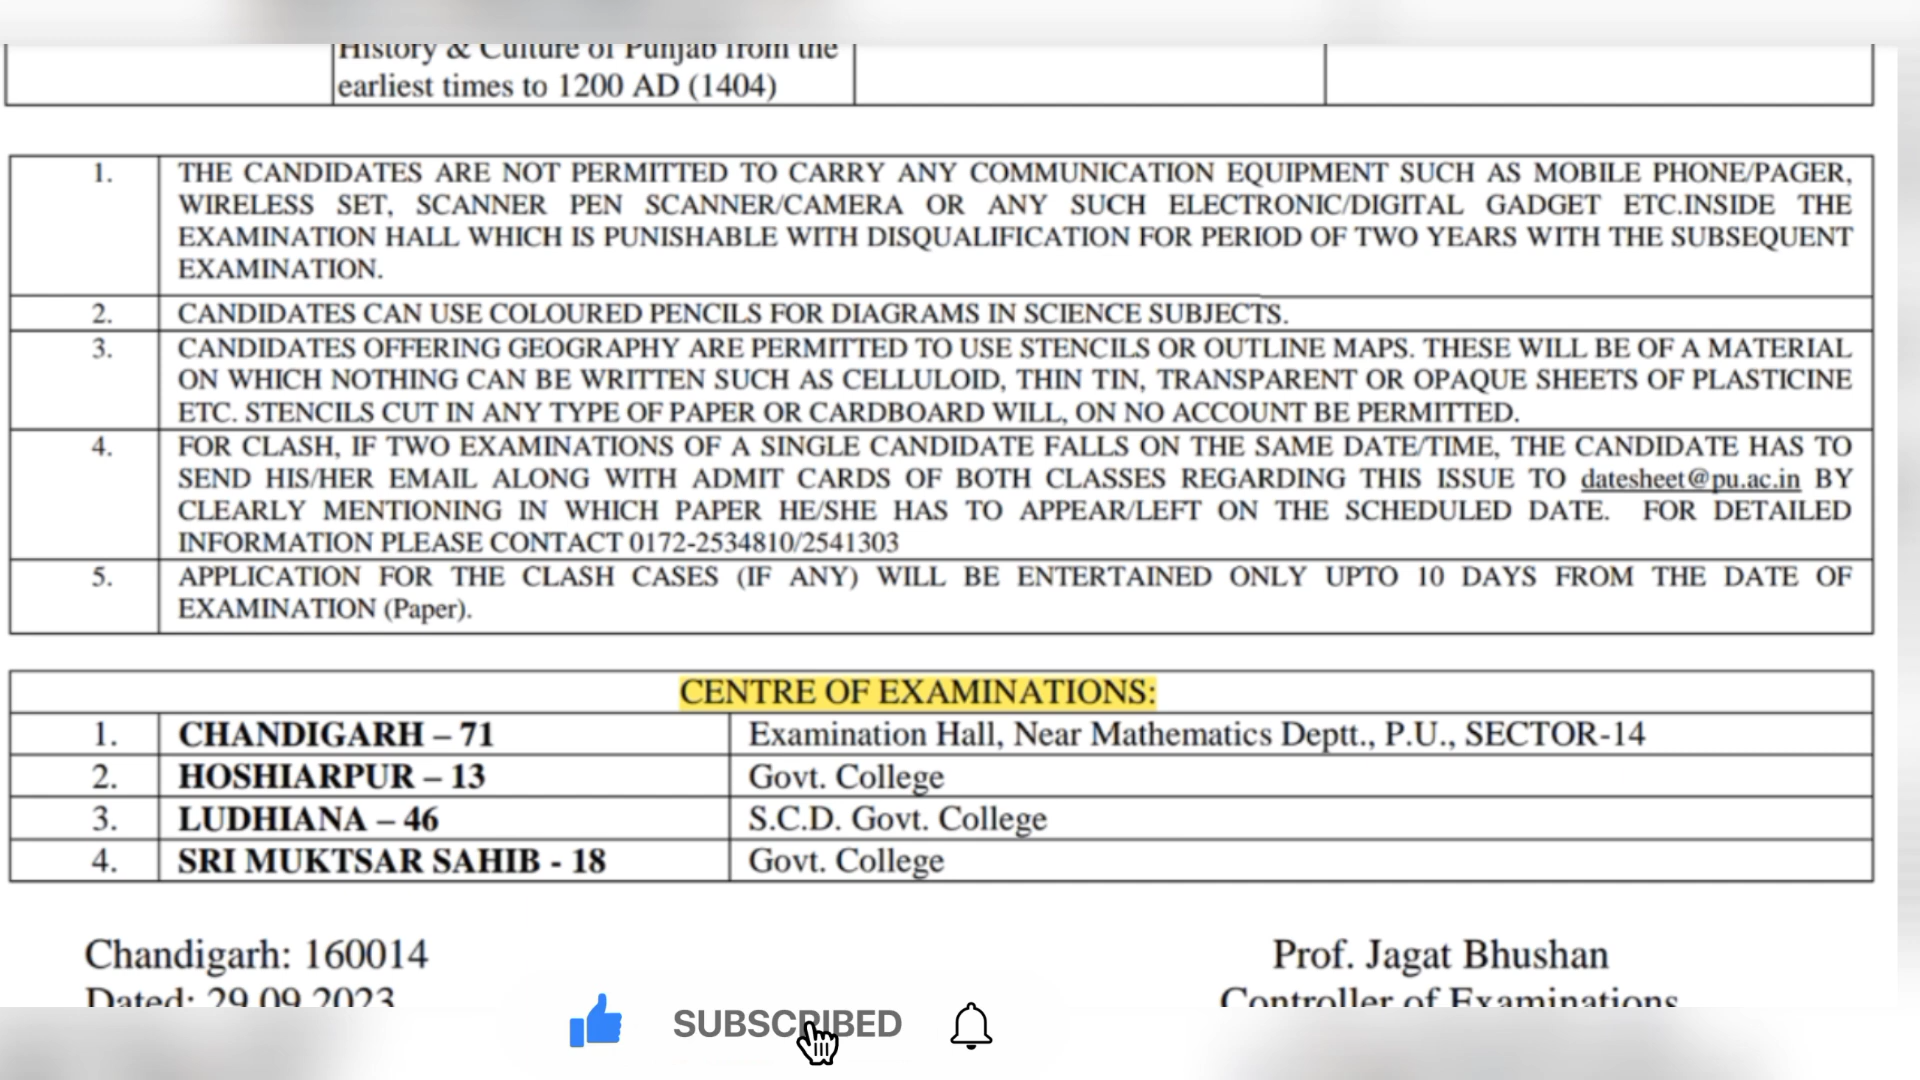 History & Culture of Punjab from the
earliest times to 1200 AD (1404)
1. THE CANDIDATES ARE NOT PERMITTED TO CARRY ANY COMMUNICATION EQUIPMENT SUCH AS MOBILE PHONE/PAGER,
WIRELESS SET, SCANNER PEN SCANNER/CAMERA OR ANY SUCH ELECTRONIC/DIGITAL GADGET ETC.INSIDE THE
EXAMINATION HALL WHICH IS PUNISHABLE WITH DISQUALIFICATION FOR PERIOD OF TWO YEARS WITH THE SUBSEQUENT
EXAMINATION.
2. CANDIDATES CAN USE COLOURED PENCILS FOR DIAGRAMS IN SCIENCE SUBJECTS.
3. CANDIDATES OFFERING GEOGRAPHY ARE PERMITTED TO USE STENCILS OR OUTLINE MAPS. THESE WILL BE OF A MATERIAL
ON WHICH NOTHING CAN BE WRITTEN SUCH AS CELLULOID, THIN TIN, TRANSPARENT OR OPAQUE SHEETS OF PLASTICINE
ETC. STENCILS CUT IN ANY TYPE OF PAPER OR CARDBOARD WILL, ON NO ACCOUNT BE PERMITTED.
4. FOR CLASH, IF TWO EXAMINATIONS OF A SINGLE CANDIDATE FALLS ON THE SAME DATE/TIME, THE CANDIDATE HAS TO
SEND HIS/HER EMAIL ALONG WITH ADMIT CARDS OF BOTH CLASSES REGARDING THIS ISSUE TO datesheet@pu.ac.in BY
CLEARLY MENTIONING IN WHICH PAPER HE/SHE HAS TO APPEAR/LEFT ON THE SCHEDULED DATE. FOR DETAILED
INFORMATION PLEASE CONTACT 0172-2534810/2541303
5. APPLICATION FOR THE CLASH CASES (IF ANY) WILL BE ENTERTAINED ONLY UPTO 10 DAYS FROM THE DATE OF
EXAMINATION (Paper).
CENTRE OF EXAMINATIONS:
1. CHANDIGARH – 71 Examination Hall, Near Mathematics Deptt., P.U., SECTOR-14
2. HOSHIARPUR – 13 Govt. College
3. LUDHIANA – 46 S.C.D. Govt. College
4. SRI MUKTSAR SAHIB - 18 Govt. College
Chandigarh: 160014 Prof. Jagat Bhushan
Dated: 29.09.2023 Controller of Examinations
SUBSCRIBED